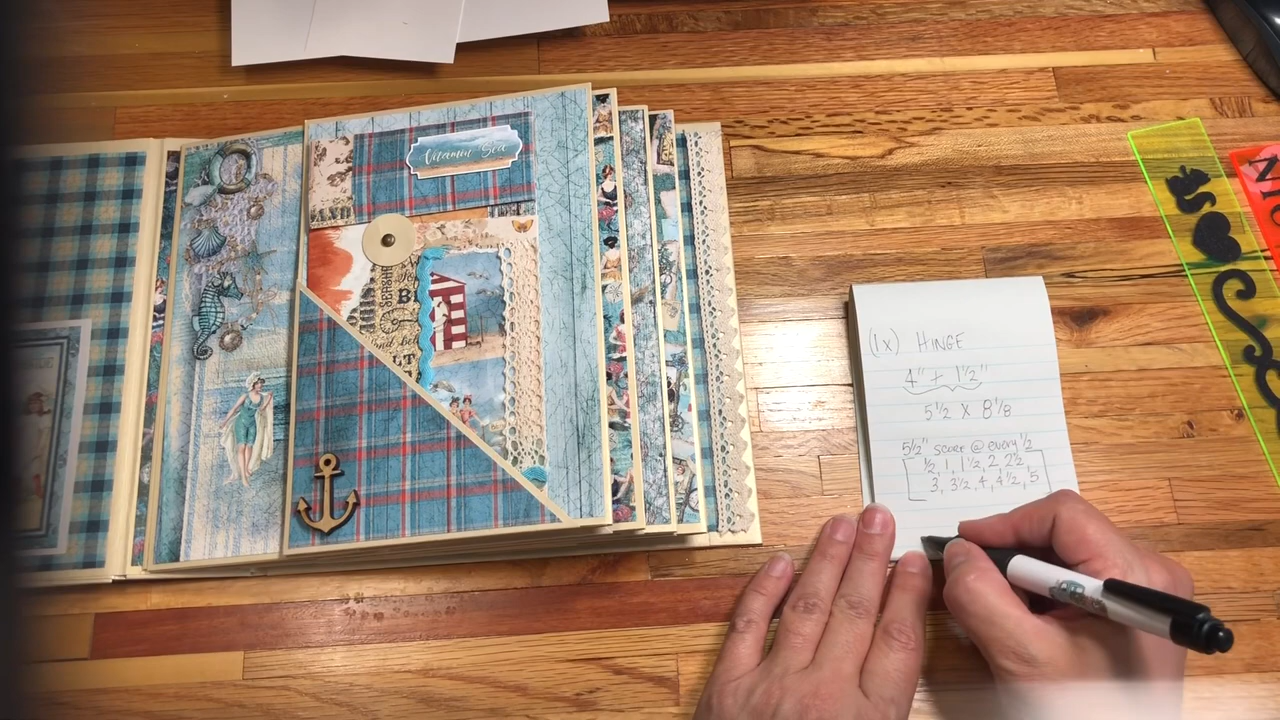 Vitamin Sea
(1x) HINGE
4" + 1½"
5½ x 8⅛
5½" score @ every ½
½, 1, 1½, 2, 2½
3, 3½, 4, 4½, 5